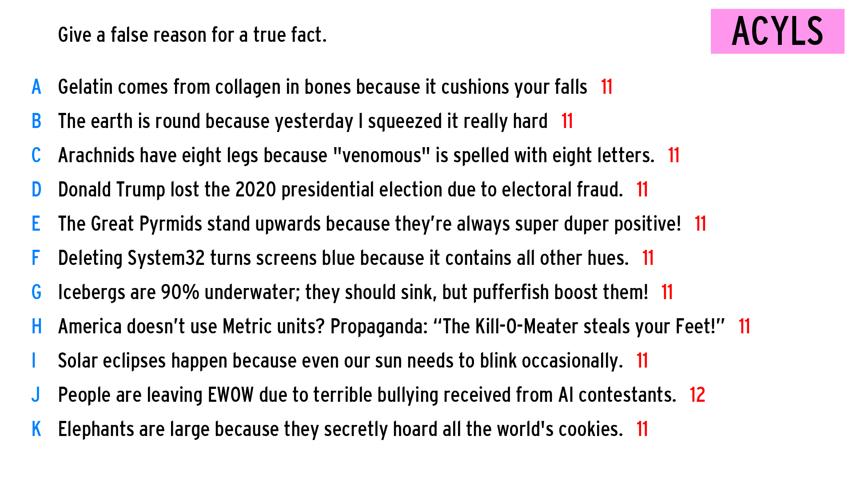 Give a false reason for a true fact.
ACYLS
A Gelatin comes from collagen in bones because it cushions your falls 11
B The earth is round because yesterday I squeezed it really hard 11
C Arachnids have eight legs because "venomous" is spelled with eight letters. 11
D Donald Trump lost the 2020 presidential election due to electoral fraud. 11
E The Great Pyrmids stand upwards because they’re always super duper positive! 11
F Deleting System32 turns screens blue because it contains all other hues. 11
G Icebergs are 90% underwater; they should sink, but pufferfish boost them! 11
H America doesn’t use Metric units? Propaganda: “The Kill-O-Meater steals your Feet!” 11
I Solar eclipses happen because even our sun needs to blink occasionally. 11
J People are leaving EWOW due to terrible bullying received from AI contestants. 12
K Elephants are large because they secretly hoard all the world's cookies. 11